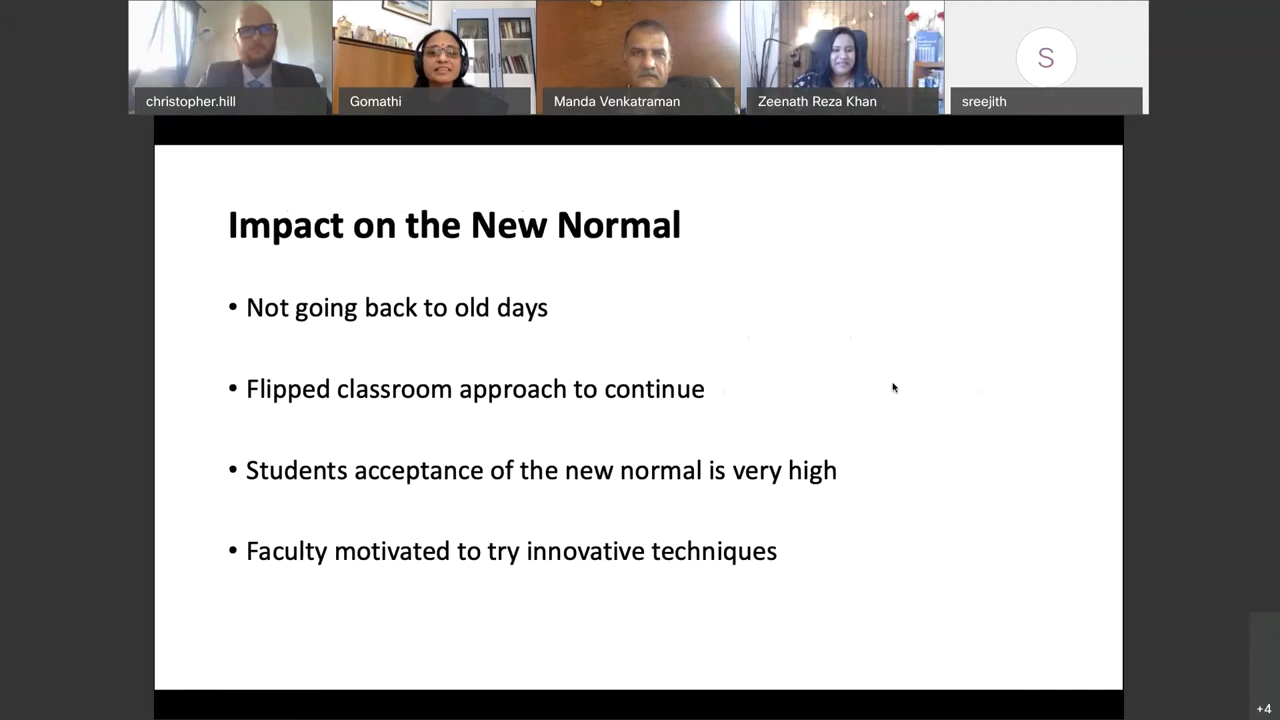 christopher.hill
Gomathi
Manda Venkatraman
Zeenath Reza Khan
S
sreejith
Impact on the New Normal
• Not going back to old days
• Flipped classroom approach to continue
• Students acceptance of the new normal is very high
• Faculty motivated to try innovative techniques
+4